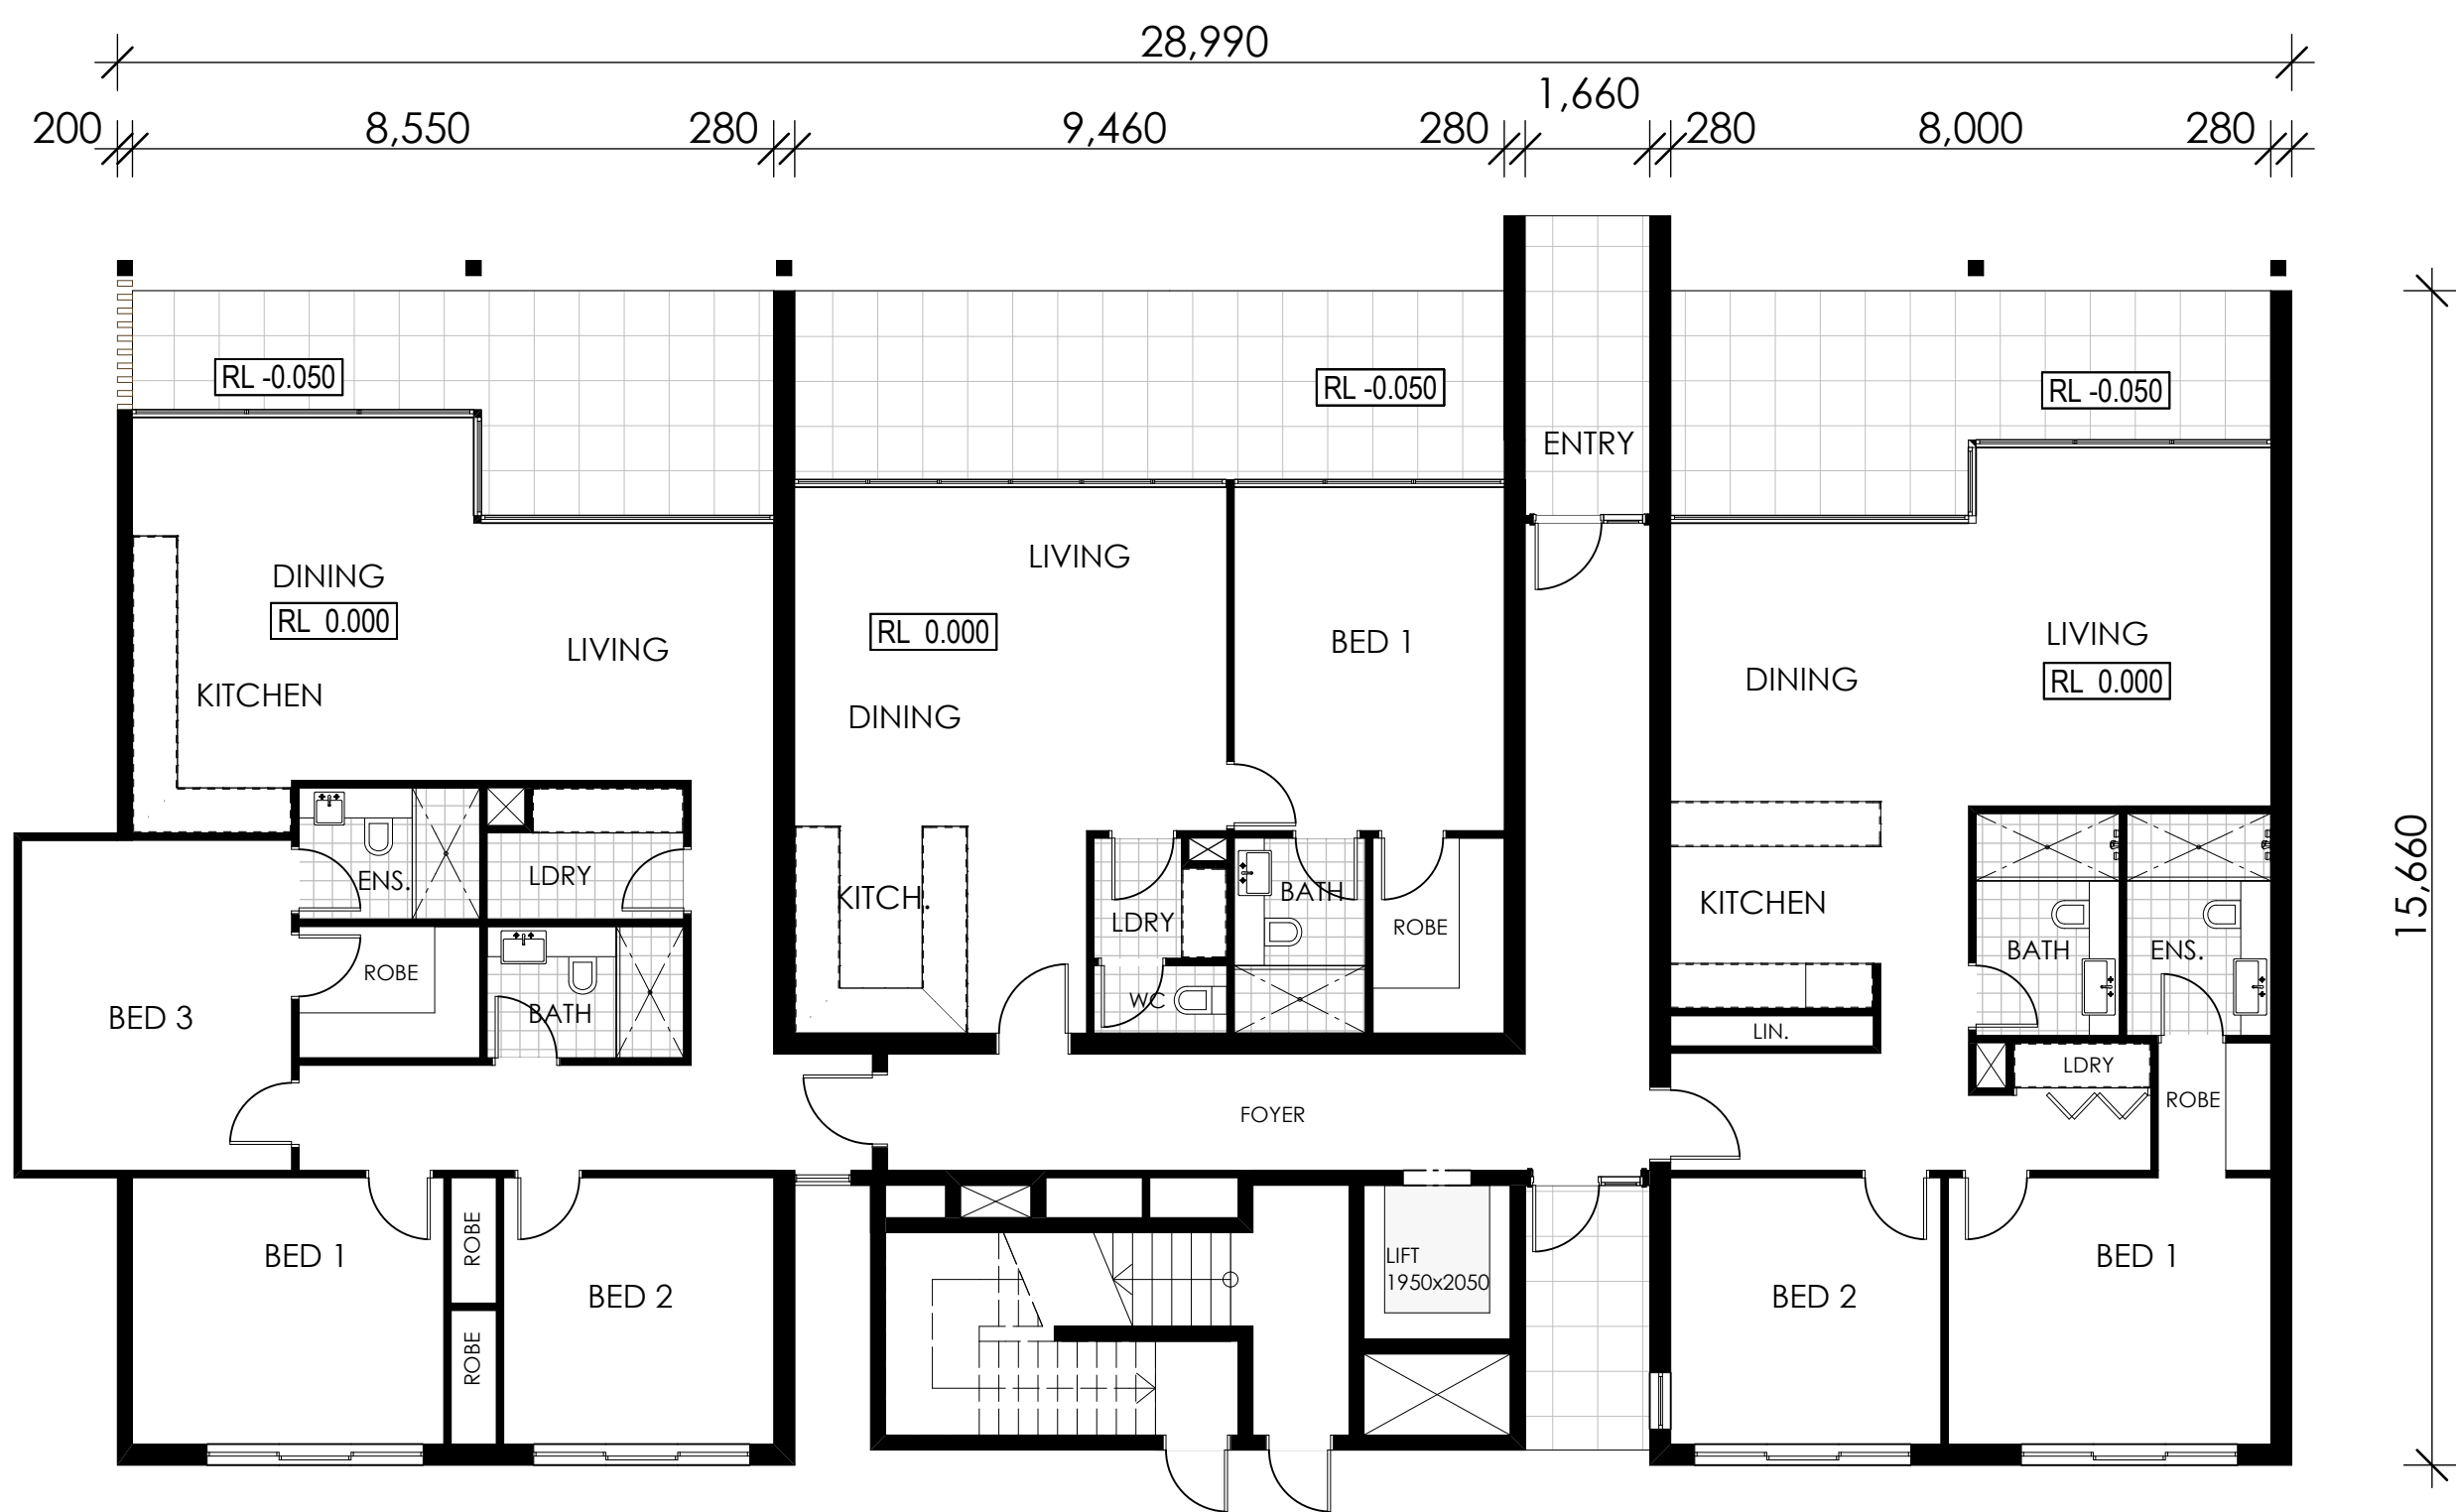 28,990
1,660
200
8,550
280
9,460
280
280
8,000
280
RL -0.050
RL -0.050
RL -0.050
ENTRY
LIVING
DINING
RL 0.000
RL 0.000
LIVING
BED 1
LIVING
DINING
RL 0.000
KITCHEN
DINING
15,660
ENS.
LDRY
KITCH.
LDRY
BATH
ROBE
KITCHEN
BATH
ENS.
ROBE
BED 3
BATH
WC
LIN.
LDRY
ROBE
FOYER
BED 1
ROBE
BED 2
ROBE
LIFT
1950x2050
BED 2
BED 1